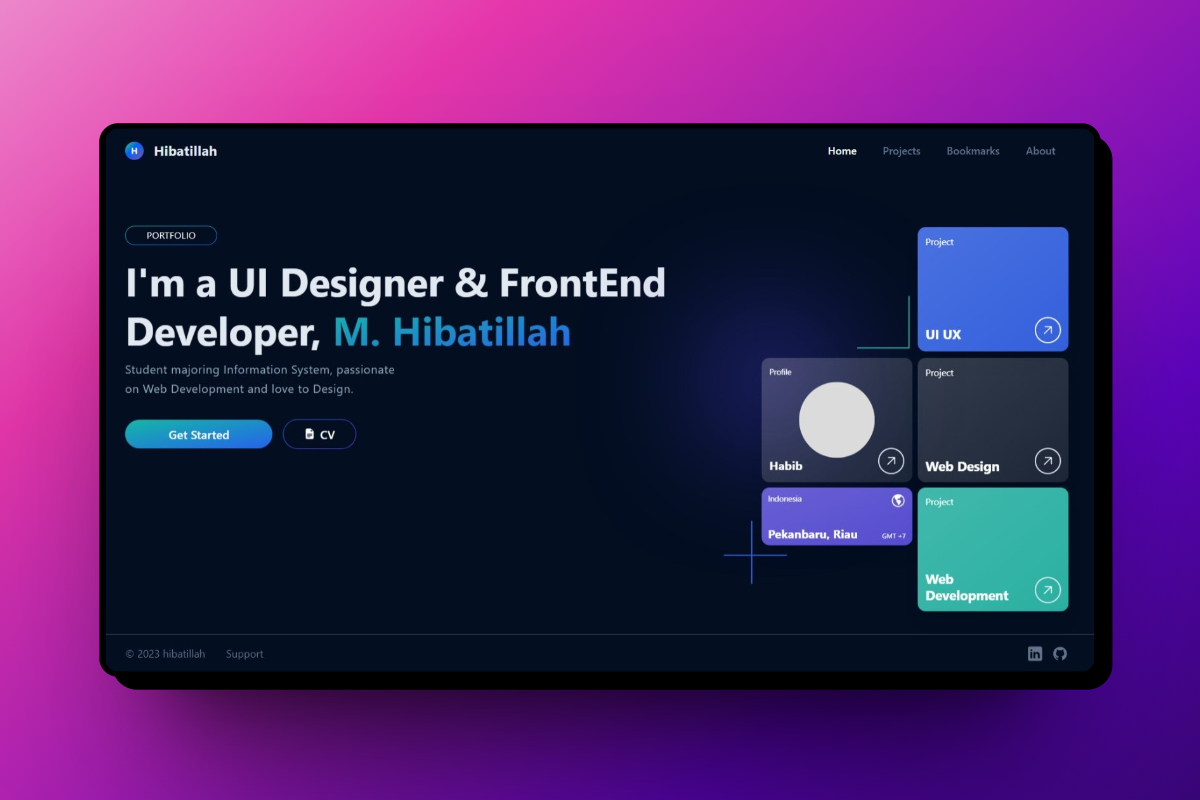 H Hibatillah
Home Projects Bookmarks About
PORTFOLIO
I'm a UI Designer & FrontEnd
Developer, M. Hibatillah
Student majoring Information System, passionate
on Web Development and love to Design.
Get Started CV
Project
UI UX
Profile
Habib
Project
Web Design
Indonesia
Pekanbaru, Riau GMT +7
Project
Web
Development
© 2023 hibatillah Support
in